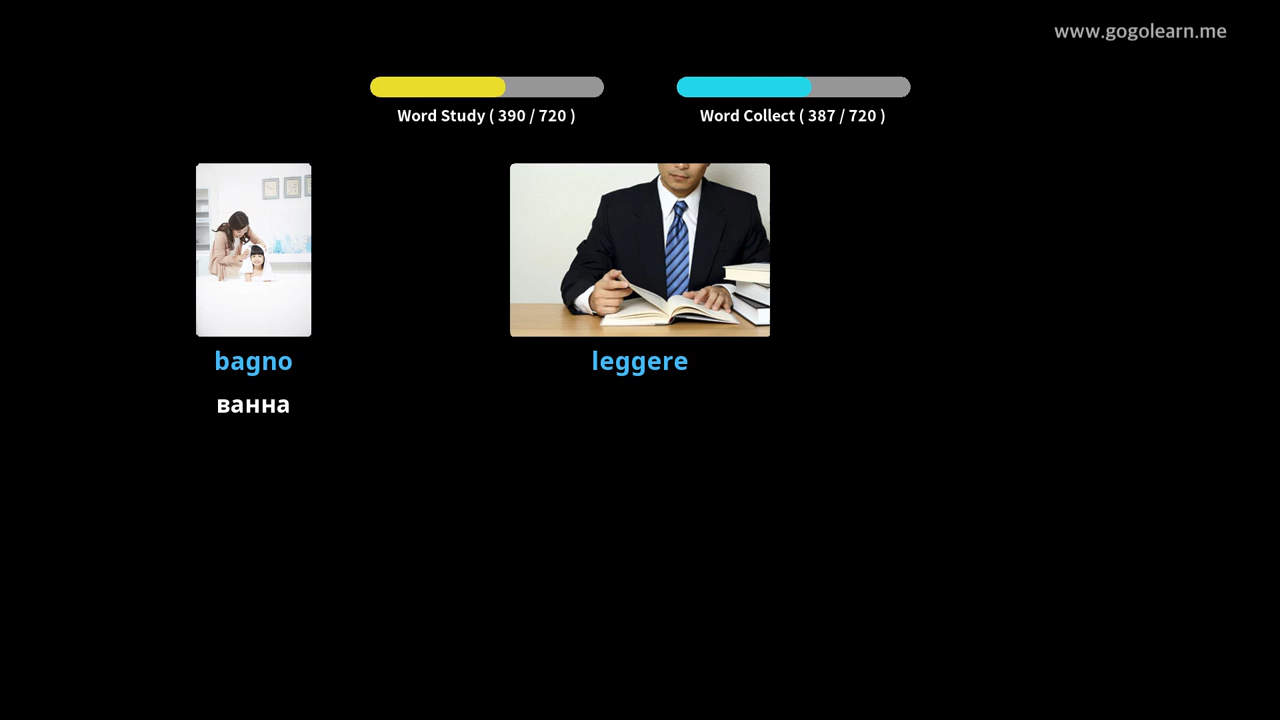 www.gogolearn.me
Word Study ( 390 / 720 )
Word Collect ( 387 / 720 )
bagno
leggere
ванна